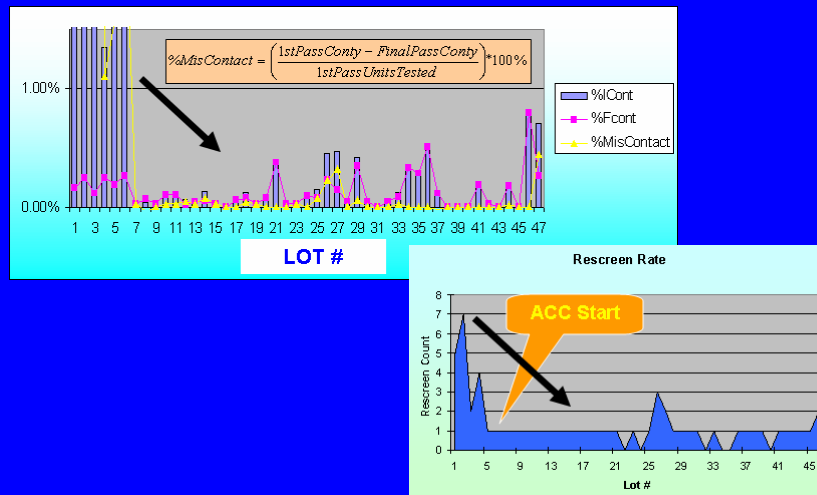 %MisContact = (1stPassConty − FinalPassConty / 1stPassUnitsTested)*100%
1.00%
0.00%
%ICont
%Fcont
%MisContact
1 3 5 7 9 11 13 15 17 19 21 23 25 27 29 31 33 35 37 39 41 43 45 47
LOT #
Rescreen Rate
ACC Start
Rescreen Count
8
7
6
5
4
3
2
1
0
1 5 9 13 17 21 25 29 33 37 41 45
Lot #